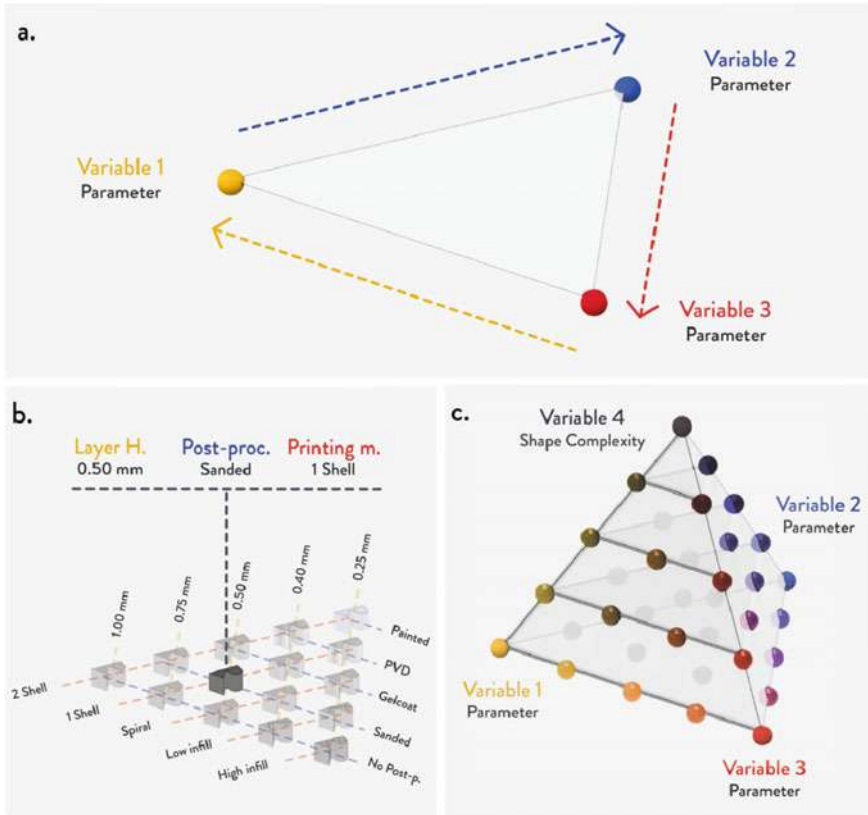 a.
Variable 2
Parameter
Variable 1
Parameter
Variable 3
Parameter
b.
Layer H.
0.50 mm
Post-proc.
Sanded
Printing m.
1 Shell
1.00 mm
0.75 mm
0.50 mm
0.40 mm
0.25 mm
Painted
PVD
Gelcoat
Sanded
No Post-p.
2 Shell
1 Shell
Spiral
Low infill
High infill
c.
Variable 4
Shape Complexity
Variable 2
Parameter
Variable 1
Parameter
Variable 3
Parameter